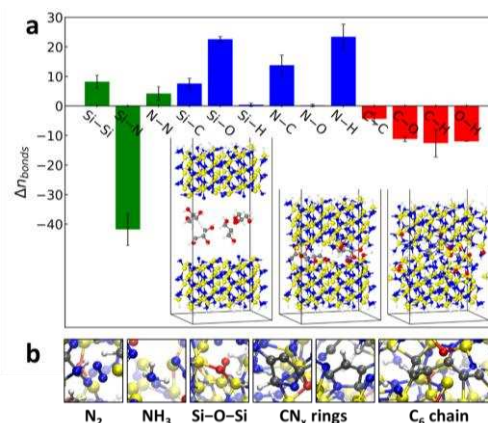 a
30
20
10
0
−10
−20
−30
−40
Δn_bonds
Si−Si
Si−N
N−N
Si−C
Si−O
Si−H
N−C
N−O
N−H
C−C
C−O
C−H
O−H
b
N₂
NH₃
Si−O−Si
CNₓ rings
C₆ chain